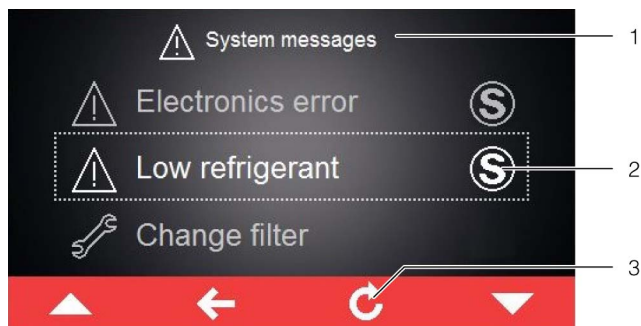 System messages
1
Electronics error
S
Low refrigerant
S
2
Change filter
3